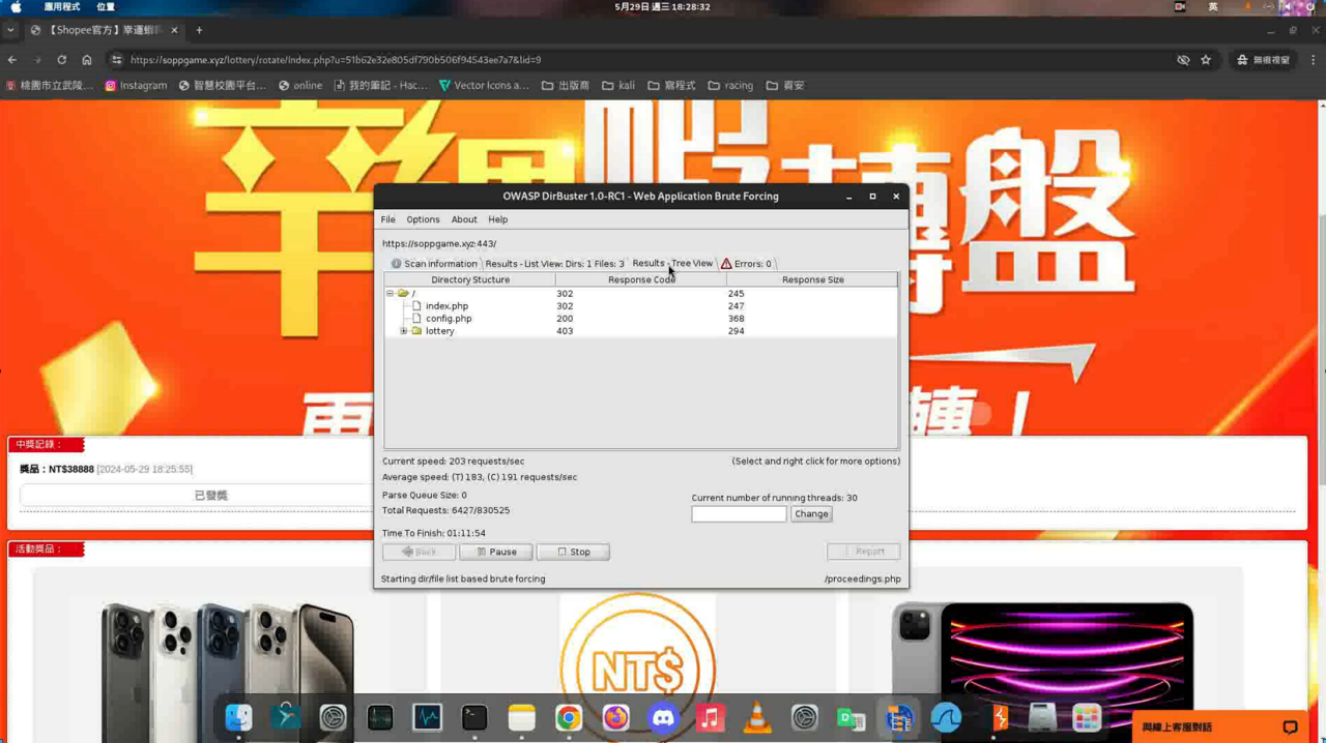 應用程式 位置
5月29日 週三 18:28:32
英
【Shopee官方】幸運蝦
https://soppgame.xyz/lottery/rotate/index.php?u=51b62e32e805df790b506f94543ee7a7&lid=9
無痕視窗
桃園市立武陵... Instagram 智慧校園平台... online 我的筆記 - Hac... Vector Icons a... 出版商 kali 寫程式 racing 資安
幸運蝦轉盤
再 轉！
OWASP DirBuster 1.0-RC1 - Web Application Brute Forcing
File Options About Help
https://soppgame.xyz:443/
Scan information Results - List View: Dirs: 1 Files: 3 Results - Tree View Errors: 0
Directory Stucture Response Code Response Size
/ 302 245
index.php 302 247
config.php 200 368
lottery 403 294
Current speed: 203 requests/sec (Select and right click for more options)
Average speed: (T) 183, (C) 191 requests/sec
Parse Queue Size: 0
Current number of running threads: 30
Total Requests: 6427/830525
Change
Time To Finish: 01:11:54
Back Pause Stop Report
Starting dir/file list based brute forcing /proceedings.php
中獎記錄：
獎品：NT$38888 [2024-05-29 18:25:55]
已發獎
活動獎品：
NT$
與線上客服對話